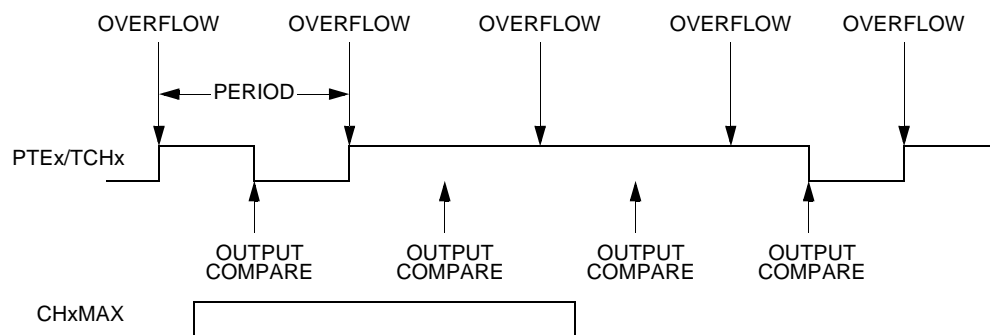 OVERFLOW OVERFLOW OVERFLOW OVERFLOW OVERFLOW
PERIOD
PTEx/TCHx
OUTPUT COMPARE
OUTPUT COMPARE
OUTPUT COMPARE
OUTPUT COMPARE
CHxMAX